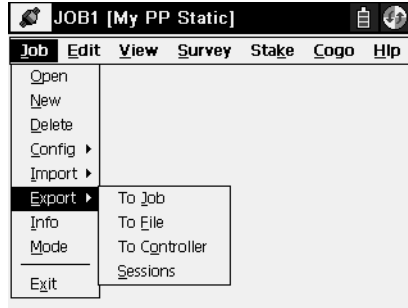 JOB1 [My PP Static]
Job Edit View Survey Stake Cogo Hlp
Open
New
Delete
Config
Import
Export
To Job
To File
To Controller
Sessions
Info
Mode
Exit